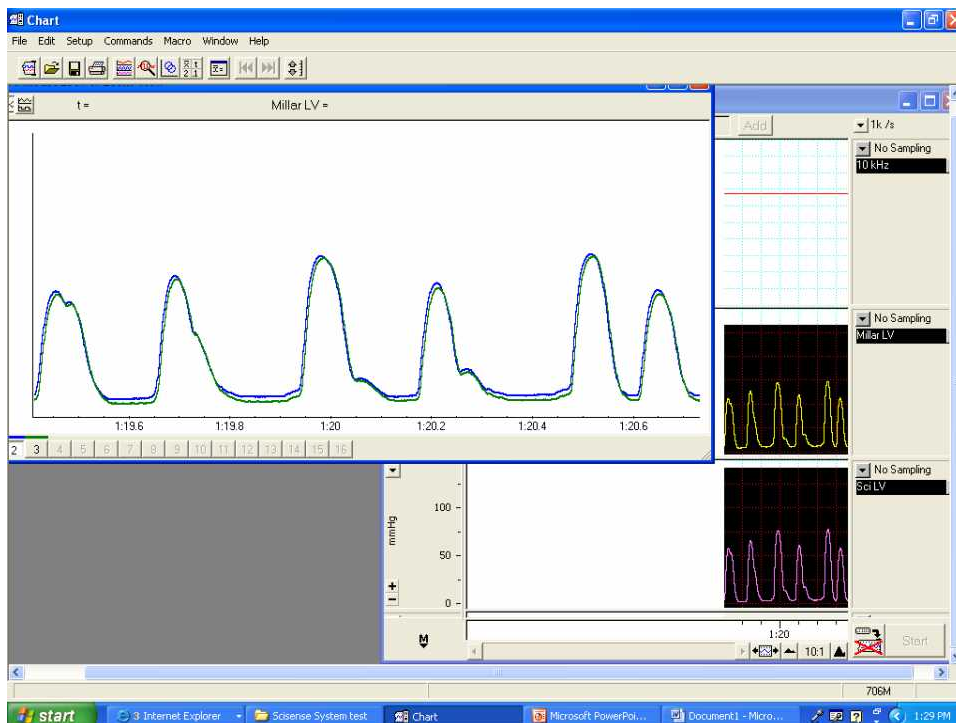 Chart
File Edit Setup Commands Macro Window Help
t = Millar LV =
Add
1k /s
No Sampling
10 kHz
1:19.6 1:19.8 1:20 1:20.2 1:20.4 1:20.6
No Sampling
Millar LV
2 3 4 5 6 7 8 9 10 11 12 13 14 15 16
No Sampling
Sci LV
100
mmHg
50
0
M
1:20
10:1
Start
706M
start
3 Internet Explorer
Scisense System test
Chart
Microsoft PowerPoi...
Document1 - Micro...
1:29 PM